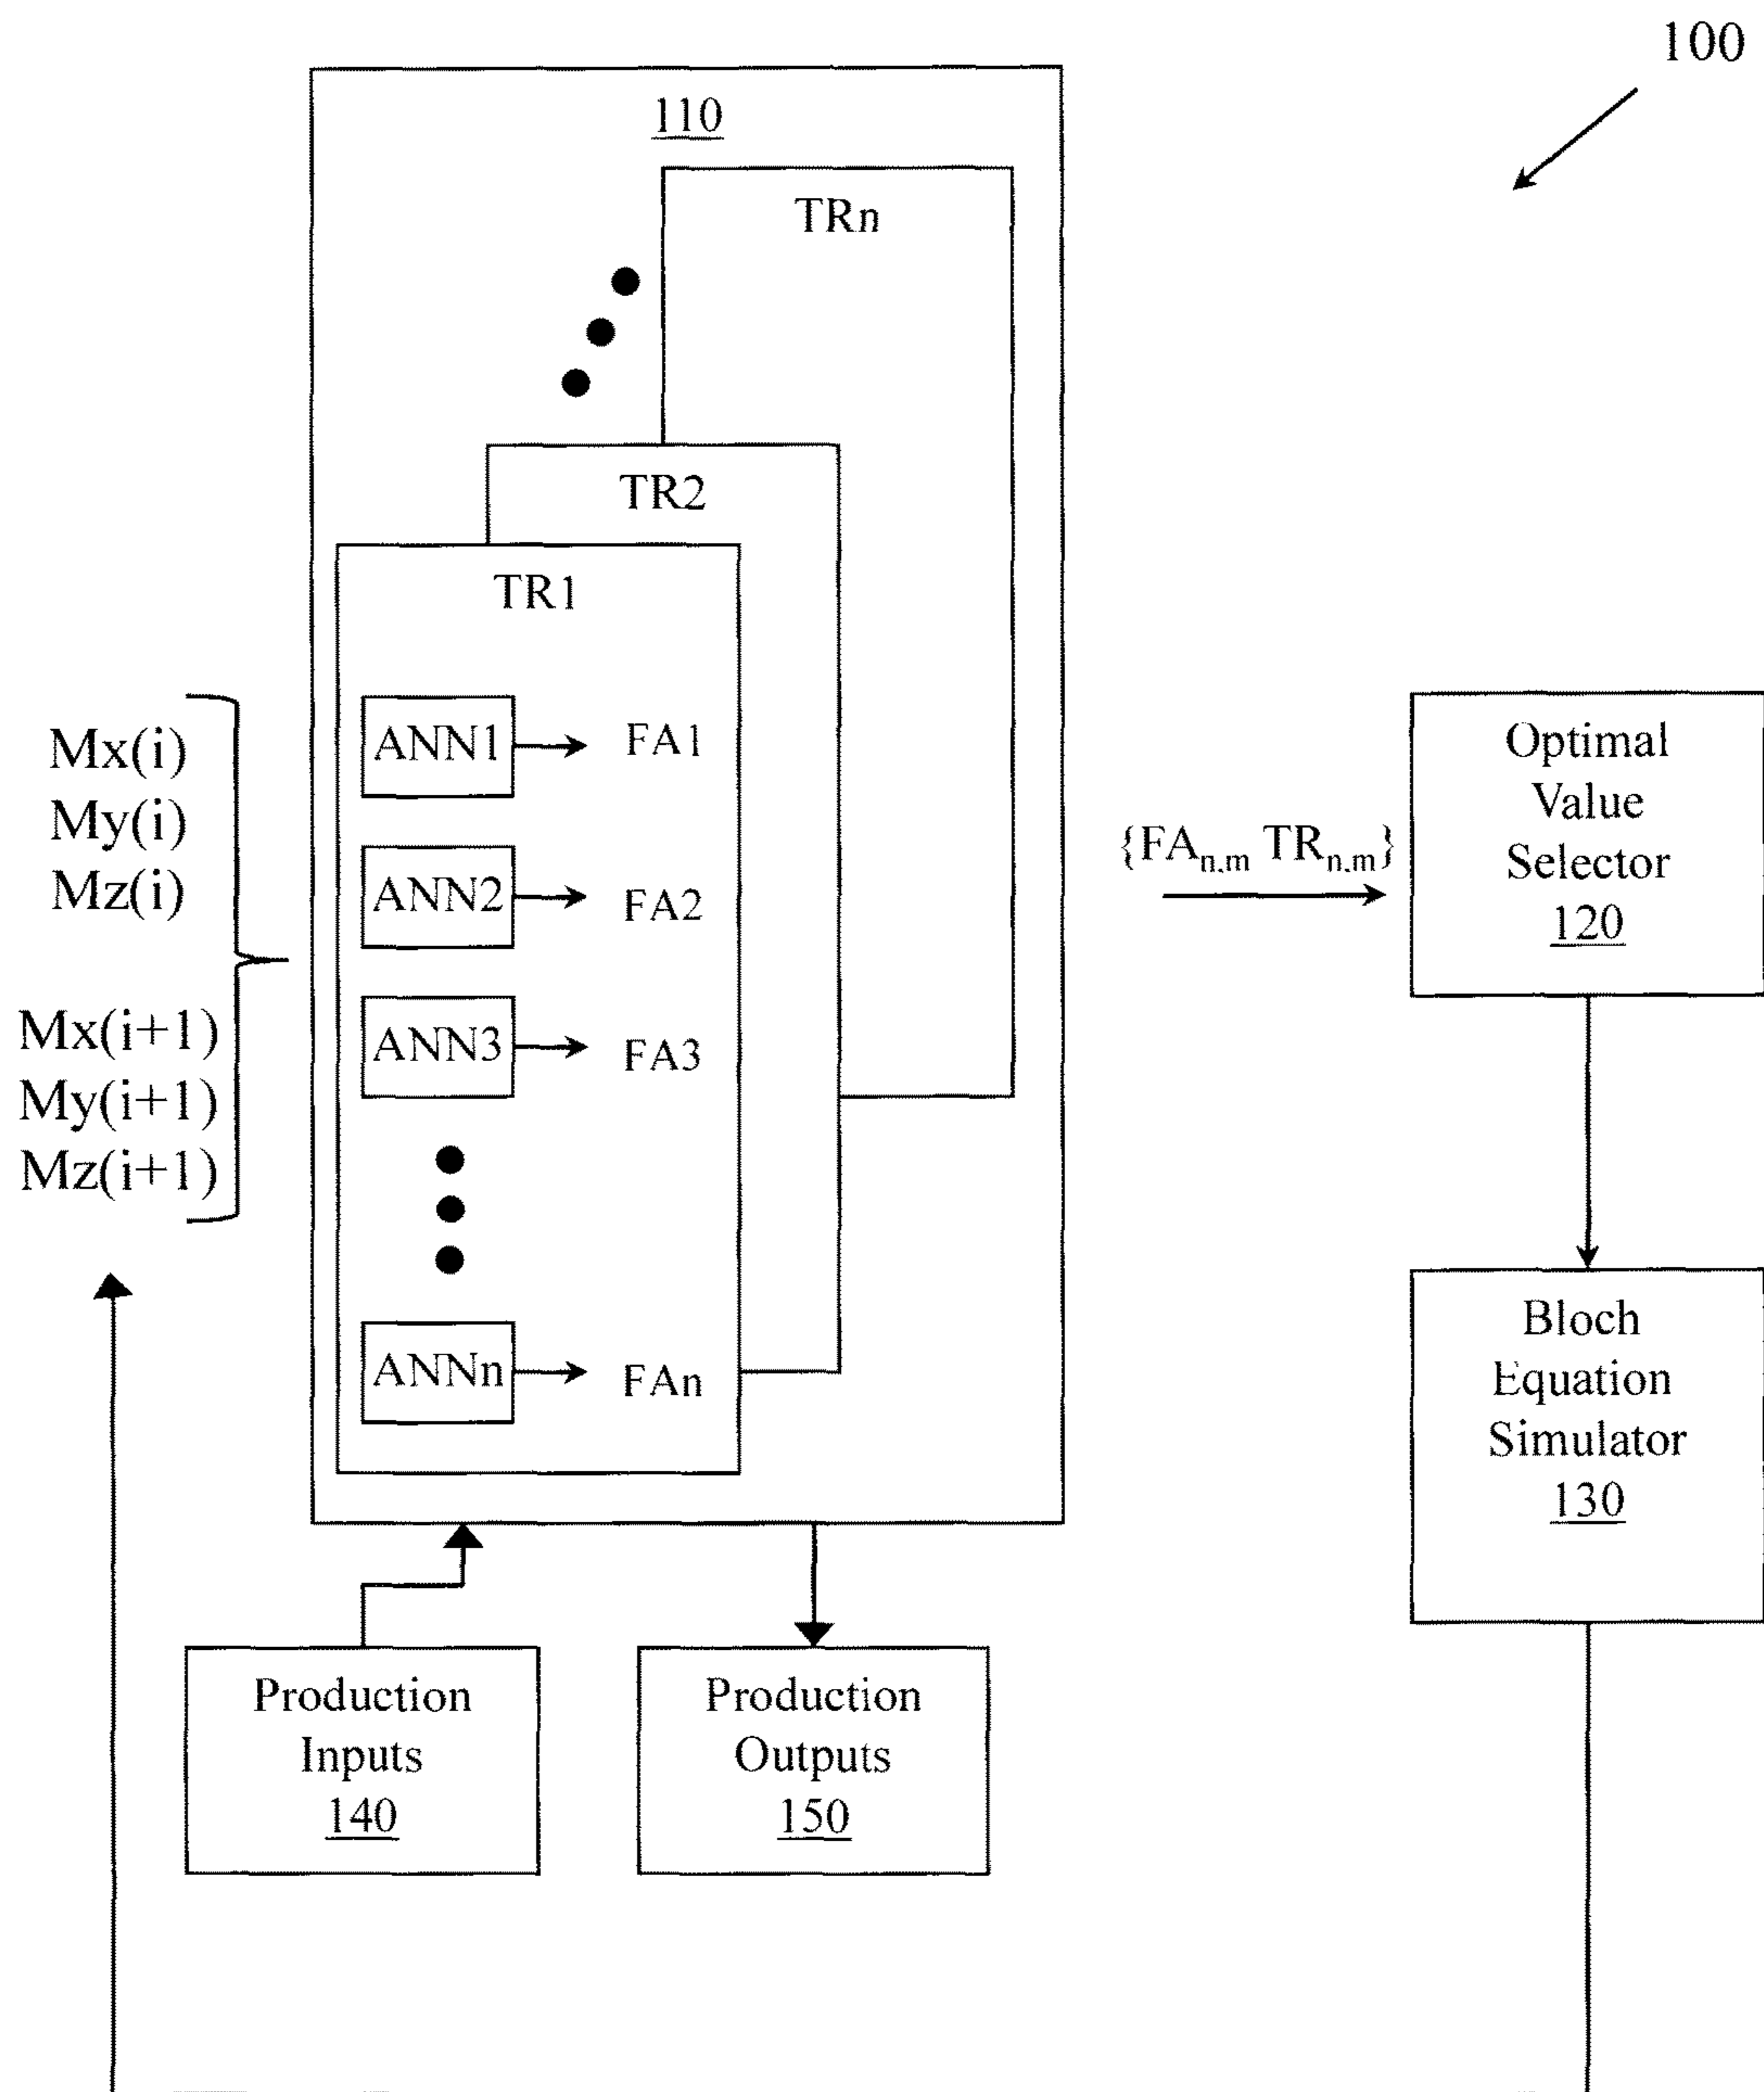 100
110
TRn
TR2
TR1
Mx(i)
My(i)
Mz(i)
Mx(i+1)
My(i+1)
Mz(i+1)
ANN1
FA1
ANN2
FA2
ANN3
FA3
ANNn
FAn
{FAn,m TRn,m}
Optimal
Value
Selector
120
Bloch
Equation
Simulator
130
Production
Inputs
140
Production
Outputs
150